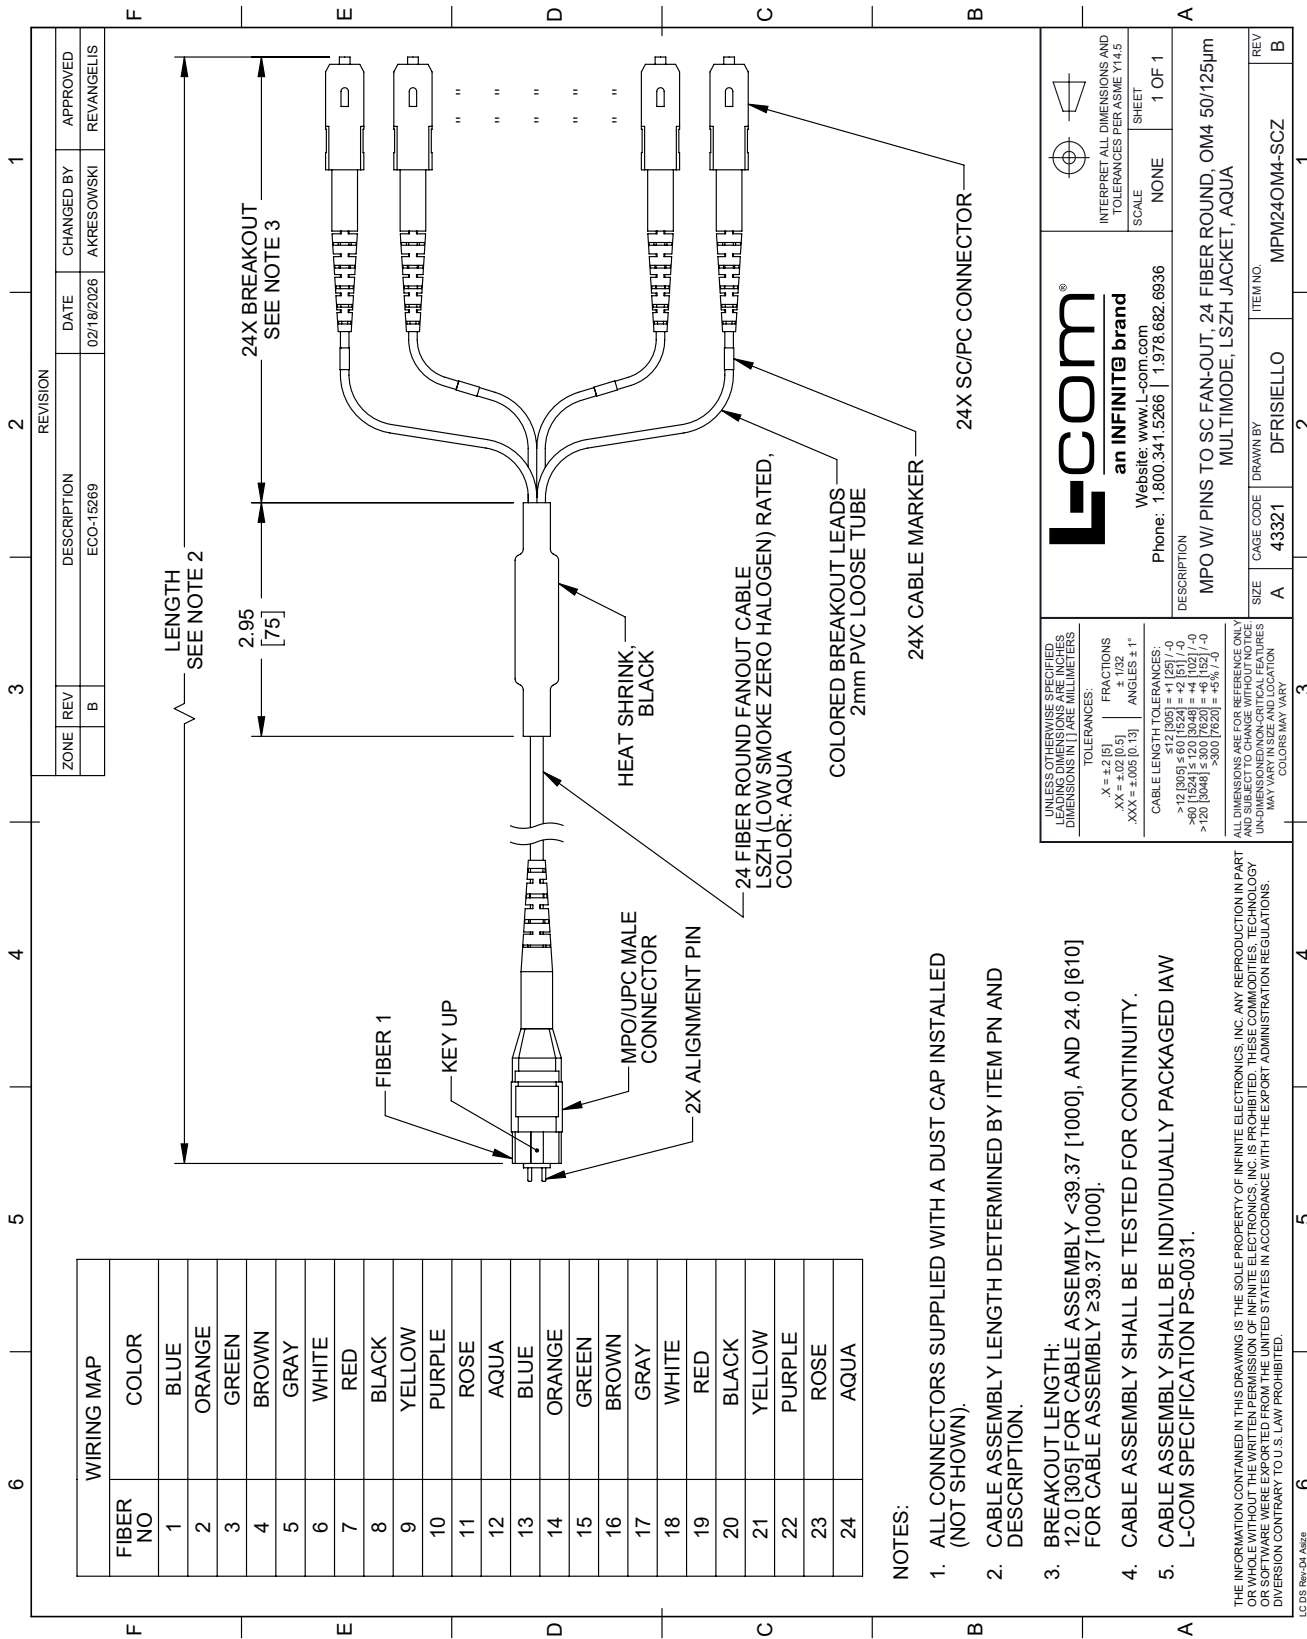 6
5
4
3
2
1
F
E
D
C
B
A
REVISION
ZONE REV DESCRIPTION DATE CHANGED BY APPROVED
B ECO-15269 02/18/2026 AKRESOWSKI REVANGELIS
WIRING MAP
FIBER NO COLOR
1 BLUE
2 ORANGE
3 GREEN
4 BROWN
5 GRAY
6 WHITE
7 RED
8 BLACK
9 YELLOW
10 PURPLE
11 ROSE
12 AQUA
13 BLUE
14 ORANGE
15 GREEN
16 BROWN
17 GRAY
18 WHITE
19 RED
20 BLACK
21 YELLOW
22 PURPLE
23 ROSE
24 AQUA
LENGTH
SEE NOTE 2
2.95
[75]
24X BREAKOUT
SEE NOTE 3
FIBER 1
KEY UP
MPO/UPC MALE
CONNECTOR
2X ALIGNMENT PIN
HEAT SHRINK,
BLACK
24 FIBER ROUND FANOUT CABLE
LSZH (LOW SMOKE ZERO HALOGEN) RATED,
COLOR: AQUA
COLORED BREAKOUT LEADS
2mm PVC LOOSE TUBE
24X CABLE MARKER
24X SC/PC CONNECTOR
" " " " "
" " " " "
NOTES:
1. ALL CONNECTORS SUPPLIED WITH A DUST CAP INSTALLED
(NOT SHOWN).
2. CABLE ASSEMBLY LENGTH DETERMINED BY ITEM PN AND
DESCRIPTION.
3. BREAKOUT LENGTH:
12.0 [305] FOR CABLE ASSEMBLY <39.37 [1000], AND 24.0 [610]
FOR CABLE ASSEMBLY ≥39.37 [1000].
4. CABLE ASSEMBLY SHALL BE TESTED FOR CONTINUITY.
5. CABLE ASSEMBLY SHALL BE INDIVIDUALLY PACKAGED IAW
L-COM SPECIFICATION PS-0031.
THE INFORMATION CONTAINED IN THIS DRAWING IS THE SOLE PROPERTY OF INFINITE ELECTRONICS, INC. ANY REPRODUCTION IN PART
OR WHOLE WITHOUT THE WRITTEN PERMISSION OF INFINITE ELECTRONICS, INC. IS PROHIBITED. THESE COMMODITIES, TECHNOLOGY
OR SOFTWARE WERE EXPORTED FROM THE UNITED STATES IN ACCORDANCE WITH THE EXPORT ADMINISTRATION REGULATIONS.
DIVERSION CONTRARY TO U.S. LAW PROHIBITED.
UNLESS OTHERWISE SPECIFIED
LEADING DIMENSIONS ARE INCHES
DIMENSIONS IN [ ] ARE MILLIMETERS
TOLERANCES:
.X = ±.2 [5] FRACTIONS
.XX = ±.02 [0.5] ± 1/32
.XXX = ±.005 [0.13] ANGLES ± 1°
CABLE LENGTH TOLERANCES:
≤12 [305] = +1 [25] / -0
>12 [305] ≤ 60 [1524] = +2 [51] / -0
>60 [1524] ≤ 120 [3048] = +4 [102] / -0
>120 [3048] ≤ 300 [7620] = +6 [152] / -0
>300 [7620] = +5% / -0
ALL DIMENSIONS ARE FOR REFERENCE ONLY
AND SUBJECT TO CHANGE WITHOUT NOTICE.
UN-DIMENSIONED/NON-CRITICAL FEATURES
MAY VARY IN SIZE AND LOCATION
COLORS MAY VARY
L-com®
an INFINITE brand
Website: www.L-com.com
Phone: 1.800.341.5266 | 1.978.682.6936
INTERPRET ALL DIMENSIONS AND
TOLERANCES PER ASME Y14.5
SCALE NONE
SHEET 1 OF 1
DESCRIPTION
MPO W/ PINS TO SC FAN-OUT, 24 FIBER ROUND, OM4 50/125µm
MULTIMODE, LSZH JACKET, AQUA
SIZE A
CAGE CODE 43321
DRAWN BY DFRISIELLO
ITEM NO. MPM24OM4-SCZ
REV B
F
E
D
C
B
A
6
5
4
3
2
1
LC DS Rev-D4 Asize